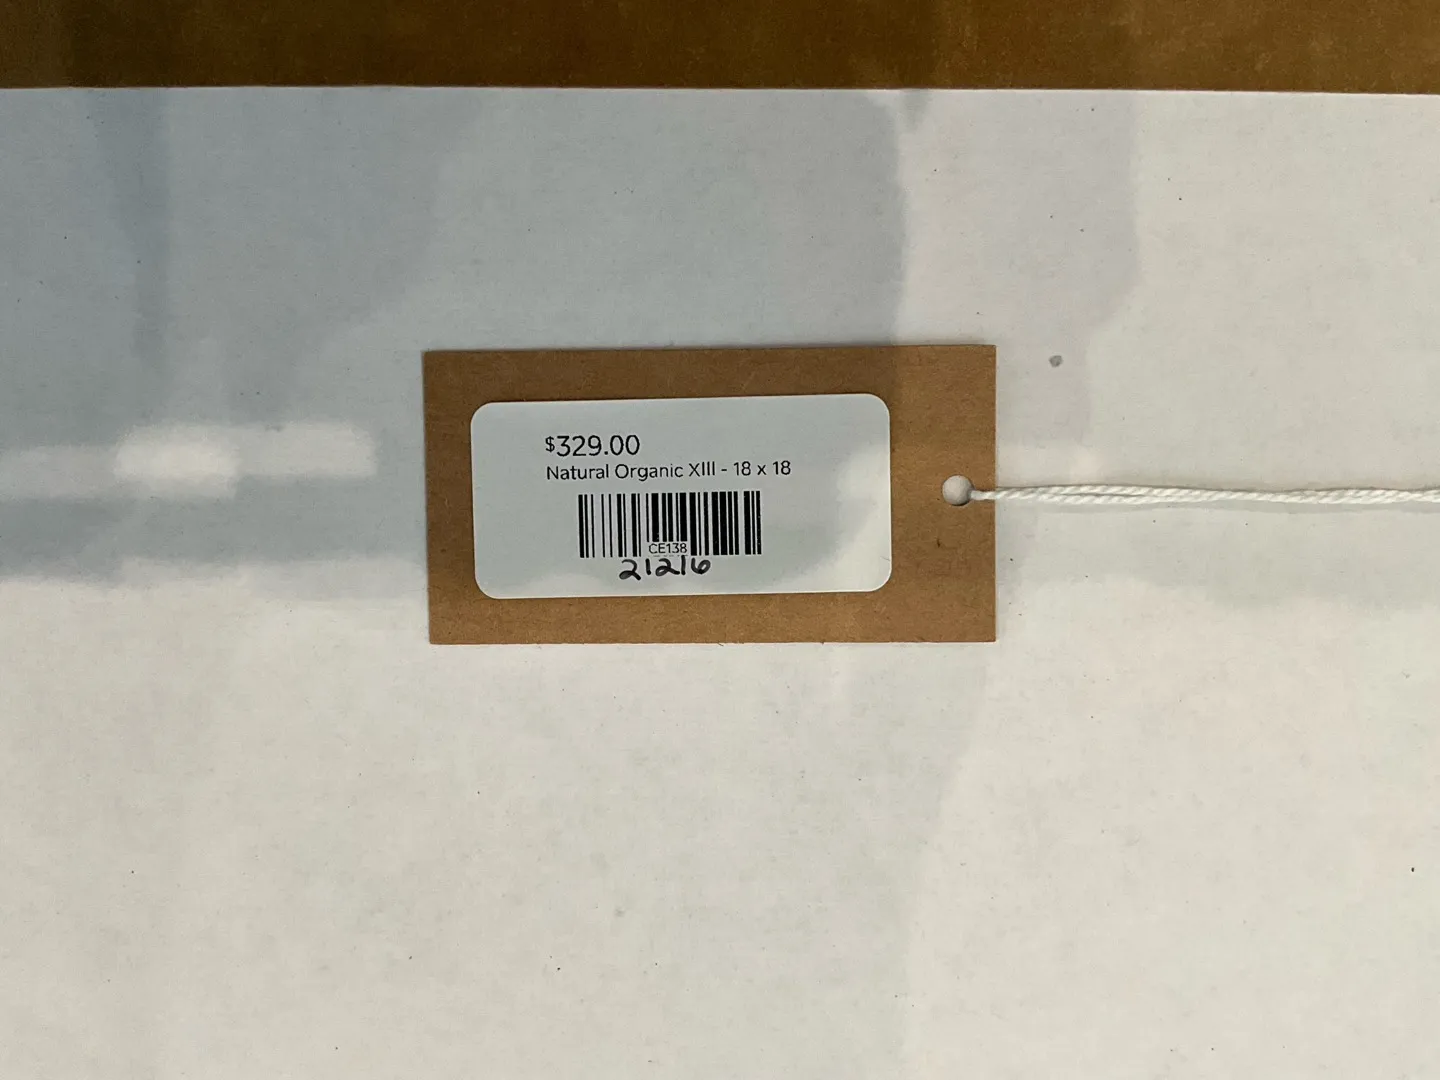 $329.00
Natural Organic XIII - 18 x 18
CE138
21216